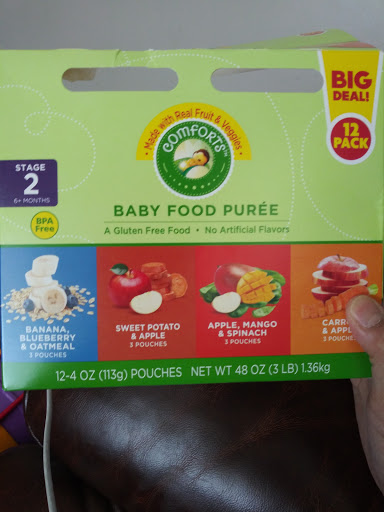 BIG
DEAL!
12
PACK
Made with Real Fruit & Veggies
COMFORTS™
STAGE
2
6+ MONTHS
BPA
Free
BABY FOOD PURÉE
A Gluten Free Food • No Artificial Flavors
BANANA,
BLUEBERRY
& OATMEAL
3 POUCHES
SWEET POTATO
& APPLE
3 POUCHES
APPLE, MANGO
& SPINACH
3 POUCHES
& APPL
3 POUCHES
12-4 OZ (113g) POUCHES NET WT 48 OZ (3 LB) 1.36kg